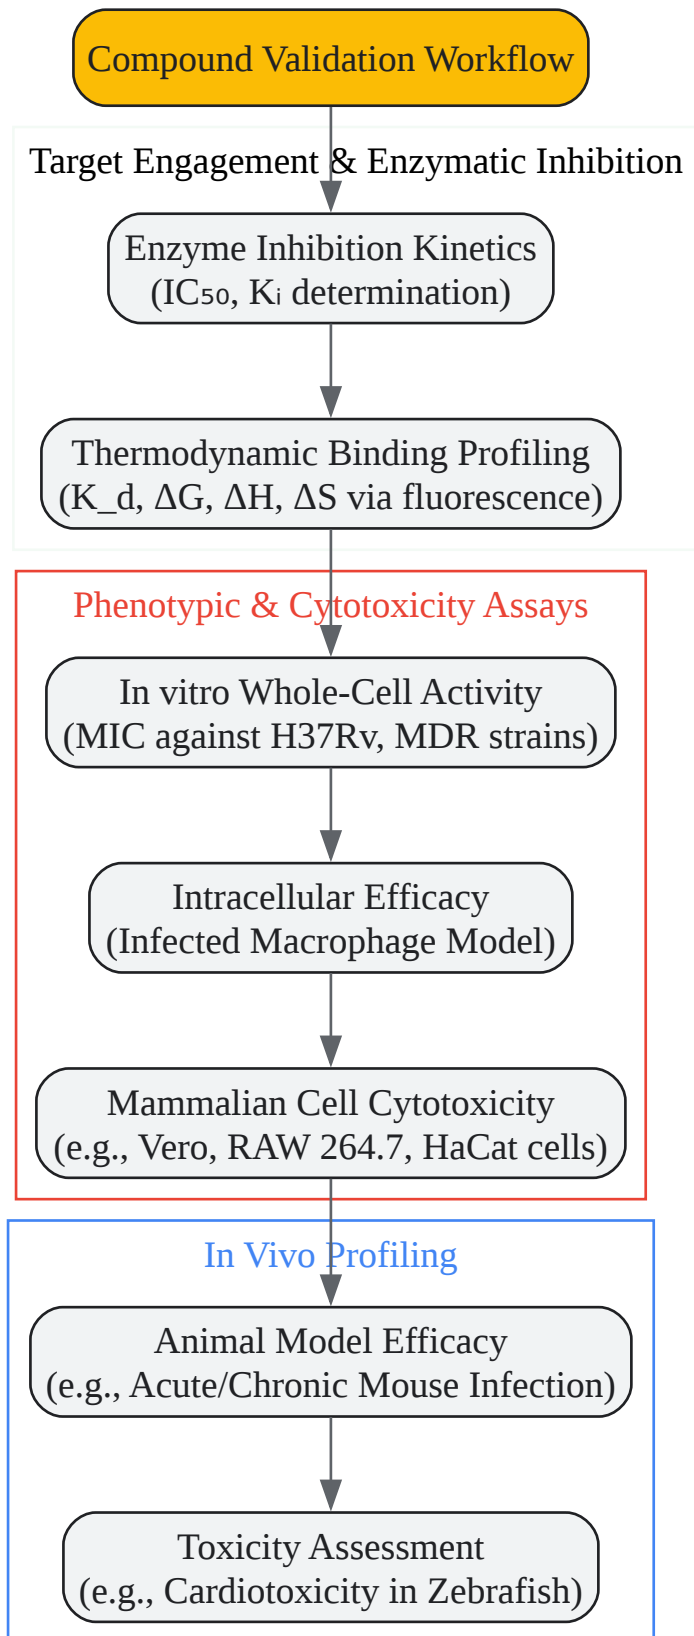 Compound Validation Workflow
Target Engagement & Enzymatic Inhibition
Enzyme Inhibition Kinetics
(IC₅₀, Kᵢ determination)
Thermodynamic Binding Profiling
(K_d, ΔG, ΔH, ΔS via fluorescence)
Phenotypic & Cytotoxicity Assays
In vitro Whole-Cell Activity
(MIC against H37Rv, MDR strains)
Intracellular Efficacy
(Infected Macrophage Model)
Mammalian Cell Cytotoxicity
(e.g., Vero, RAW 264.7, HaCat cells)
In Vivo Profiling
Animal Model Efficacy
(e.g., Acute/Chronic Mouse Infection)
Toxicity Assessment
(e.g., Cardiotoxicity in Zebrafish)